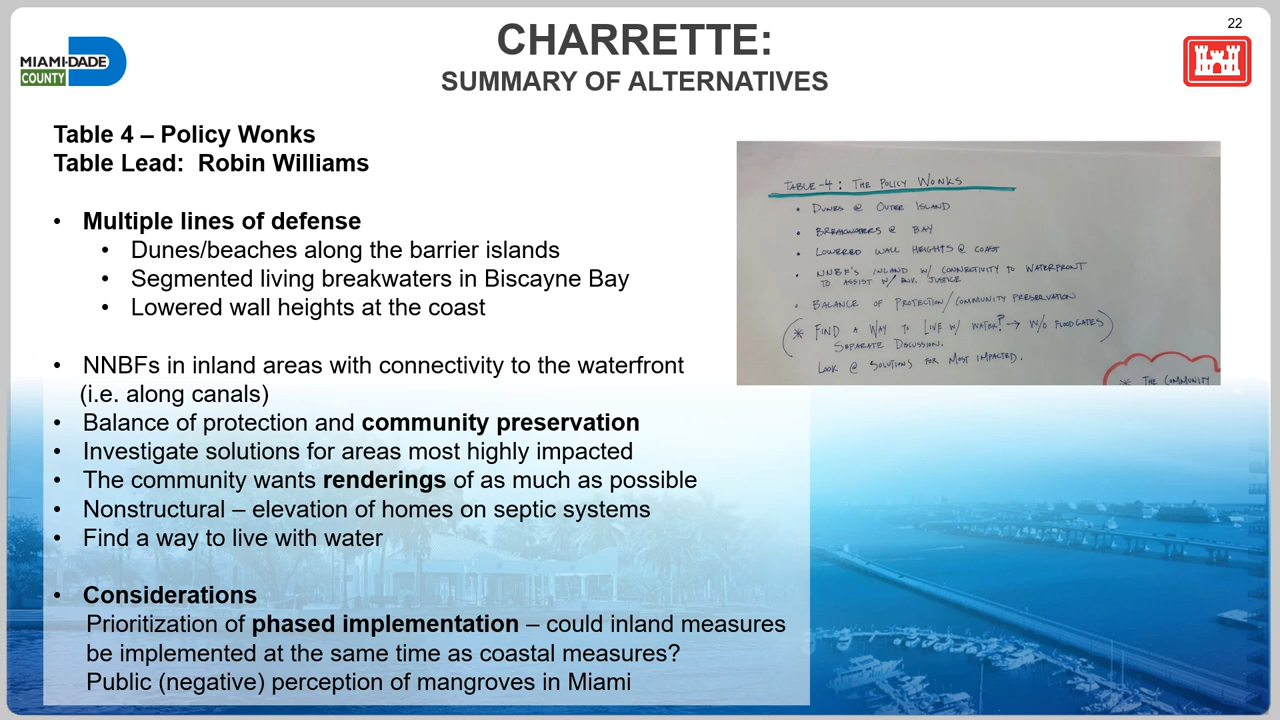 22
CHARRETTE:
SUMMARY OF ALTERNATIVES
MIAMI-DADE
COUNTY
Table 4 – Policy Wonks
Table Lead: Robin Williams
• Multiple lines of defense
• Dunes/beaches along the barrier islands
• Segmented living breakwaters in Biscayne Bay
• Lowered wall heights at the coast
• NNBFs in inland areas with connectivity to the waterfront
(i.e. along canals)
• Balance of protection and community preservation
• Investigate solutions for areas most highly impacted
• The community wants renderings of as much as possible
• Nonstructural – elevation of homes on septic systems
• Find a way to live with water
• Considerations
Prioritization of phased implementation – could inland measures
be implemented at the same time as coastal measures?
Public (negative) perception of mangroves in Miami
TABLE-4: THE POLICY WONKS
• DUNES @ OUTER ISLAND
• BREAKWATERS @ BAY
• LOWERED WALL HEIGHTS @ COAST
• NNBF'S INLAND W/ CONNECTIVITY TO WATERFRONT
TO ASSIST W/ ENV. JUSTICE
• BALANCE OF PROTECTION/COMMUNITY PRESERVATION
(* FIND A WAY TO LIVE W/ WATER? → W/O FLOODGATES)
SEPARATE DISCUSSION.
LOOK @ SOLUTIONS FOR MOST IMPACTED.
* THE COMMUNITY